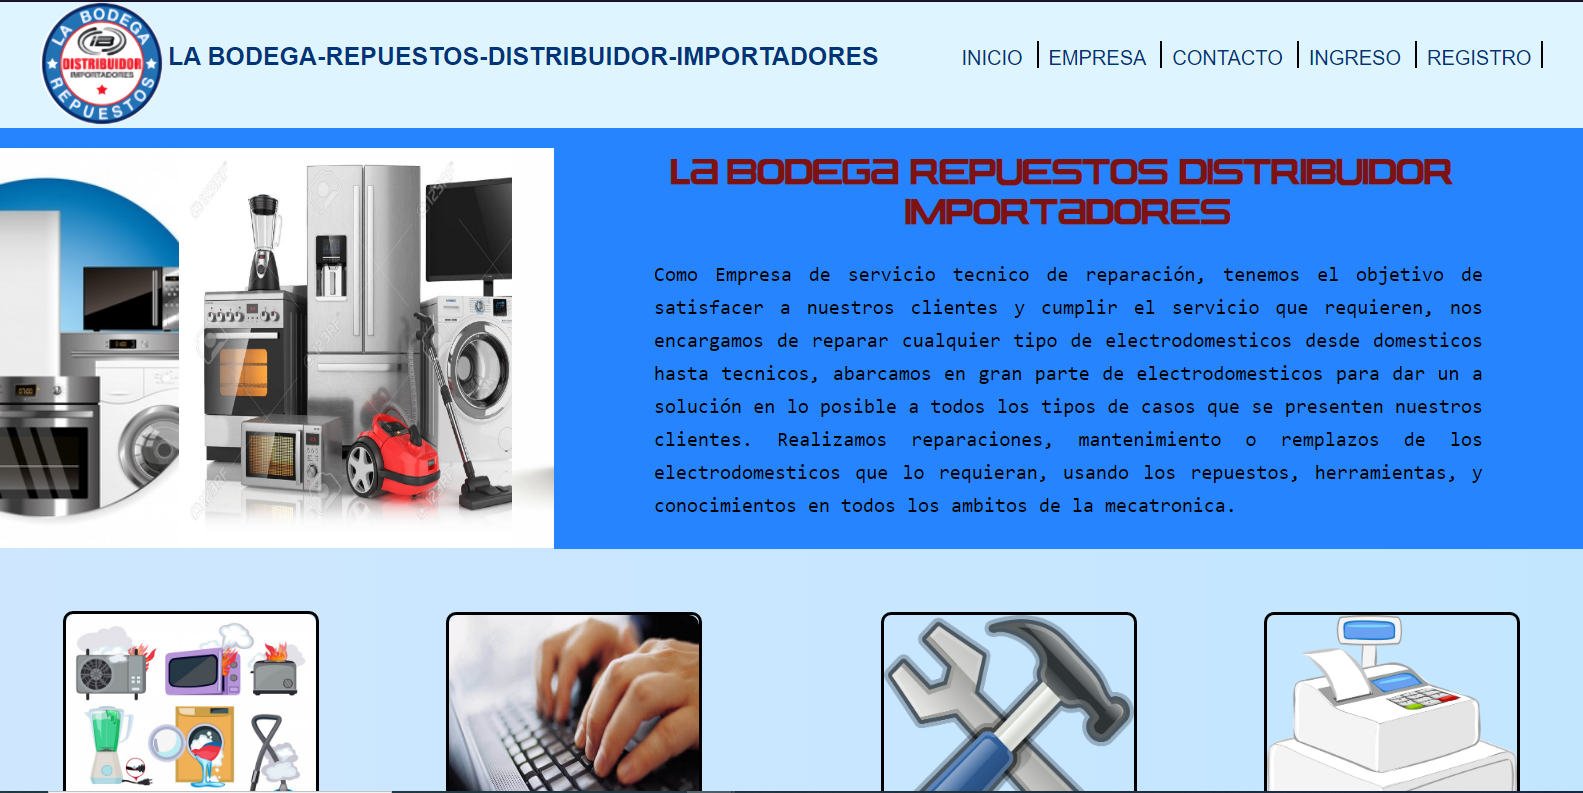 LA BODEGA
iB
DISTRIBUIDOR
IMPORTADORES
REPUESTOS
LA BODEGA-REPUESTOS-DISTRIBUIDOR-IMPORTADORES
INICIO
EMPRESA
CONTACTO
INGRESO
REGISTRO
La BODEGa REPUESTOS DISTRIBUIDOR
IMPORTaDORES
Como Empresa de servicio tecnico de reparación, tenemos el objetivo de
satisfacer a nuestros clientes y cumplir el servicio que requieren, nos
encargamos de reparar cualquier tipo de electrodomesticos desde domesticos
hasta tecnicos, abarcamos en gran parte de electrodomesticos para dar un a
solución en lo posible a todos los tipos de casos que se presenten nuestros
clientes. Realizamos reparaciones, mantenimiento o remplazos de los
electrodomesticos que lo requieran, usando los repuestos, herramientas, y
conocimientos en todos los ambitos de la mecatronica.